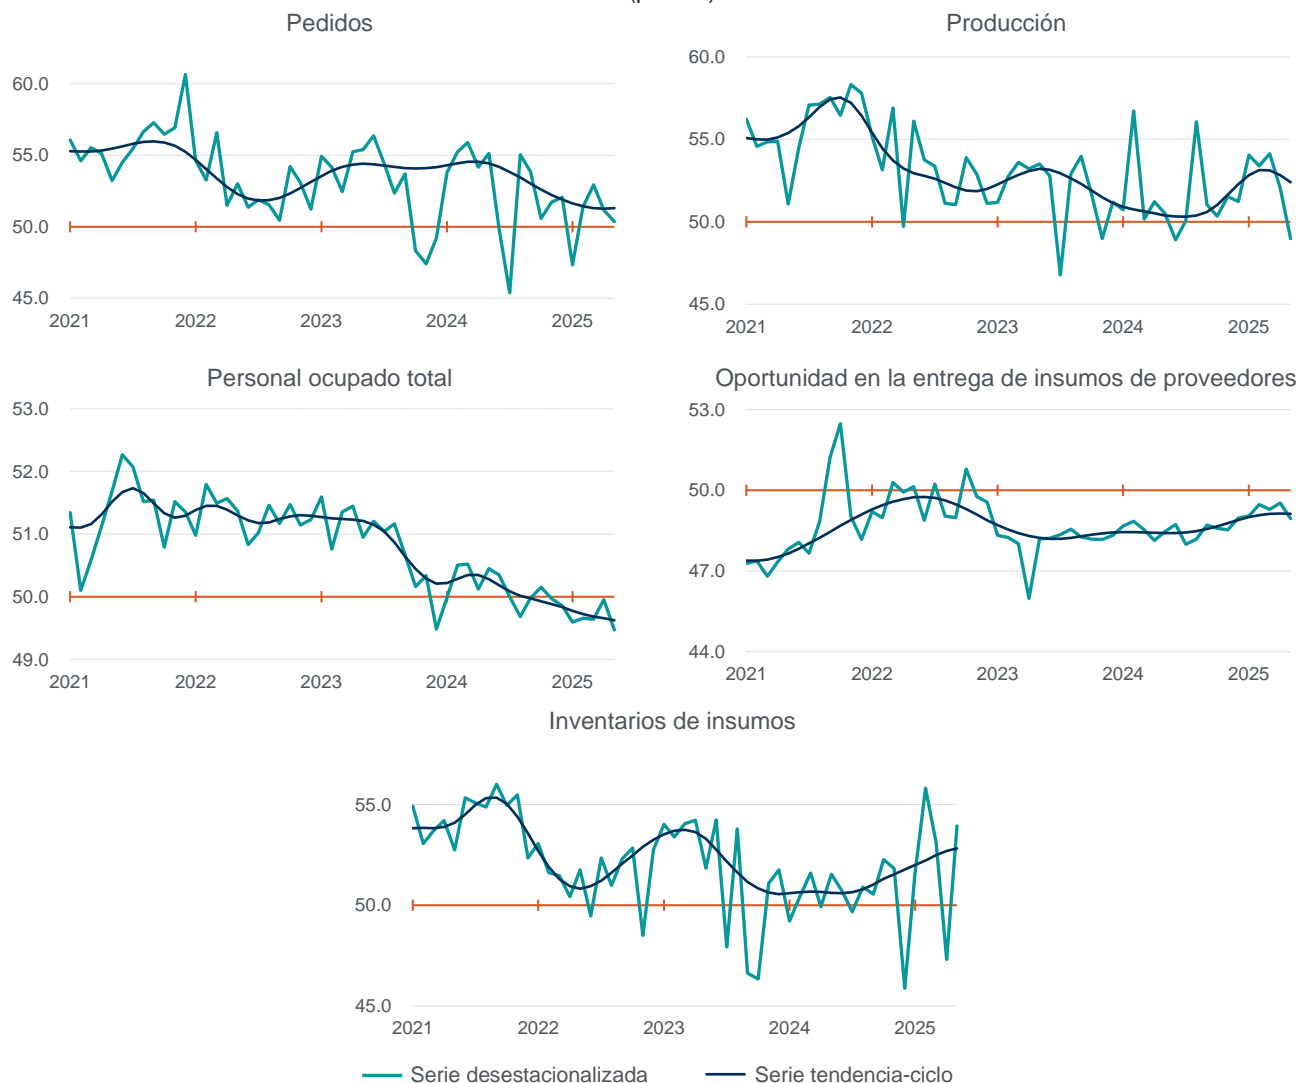 Pedidos
60.0
55.0
50.0
45.0
2021 2022 2023 2024 2025
Producción
60.0
55.0
50.0
45.0
2021 2022 2023 2024 2025
Personal ocupado total
53.0
52.0
51.0
50.0
49.0
2021 2022 2023 2024 2025
Oportunidad en la entrega de insumos de proveedores
53.0
50.0
47.0
44.0
2021 2022 2023 2024 2025
Inventarios de insumos
55.0
50.0
45.0
2021 2022 2023 2024 2025
Serie desestacionalizada Serie tendencia-ciclo